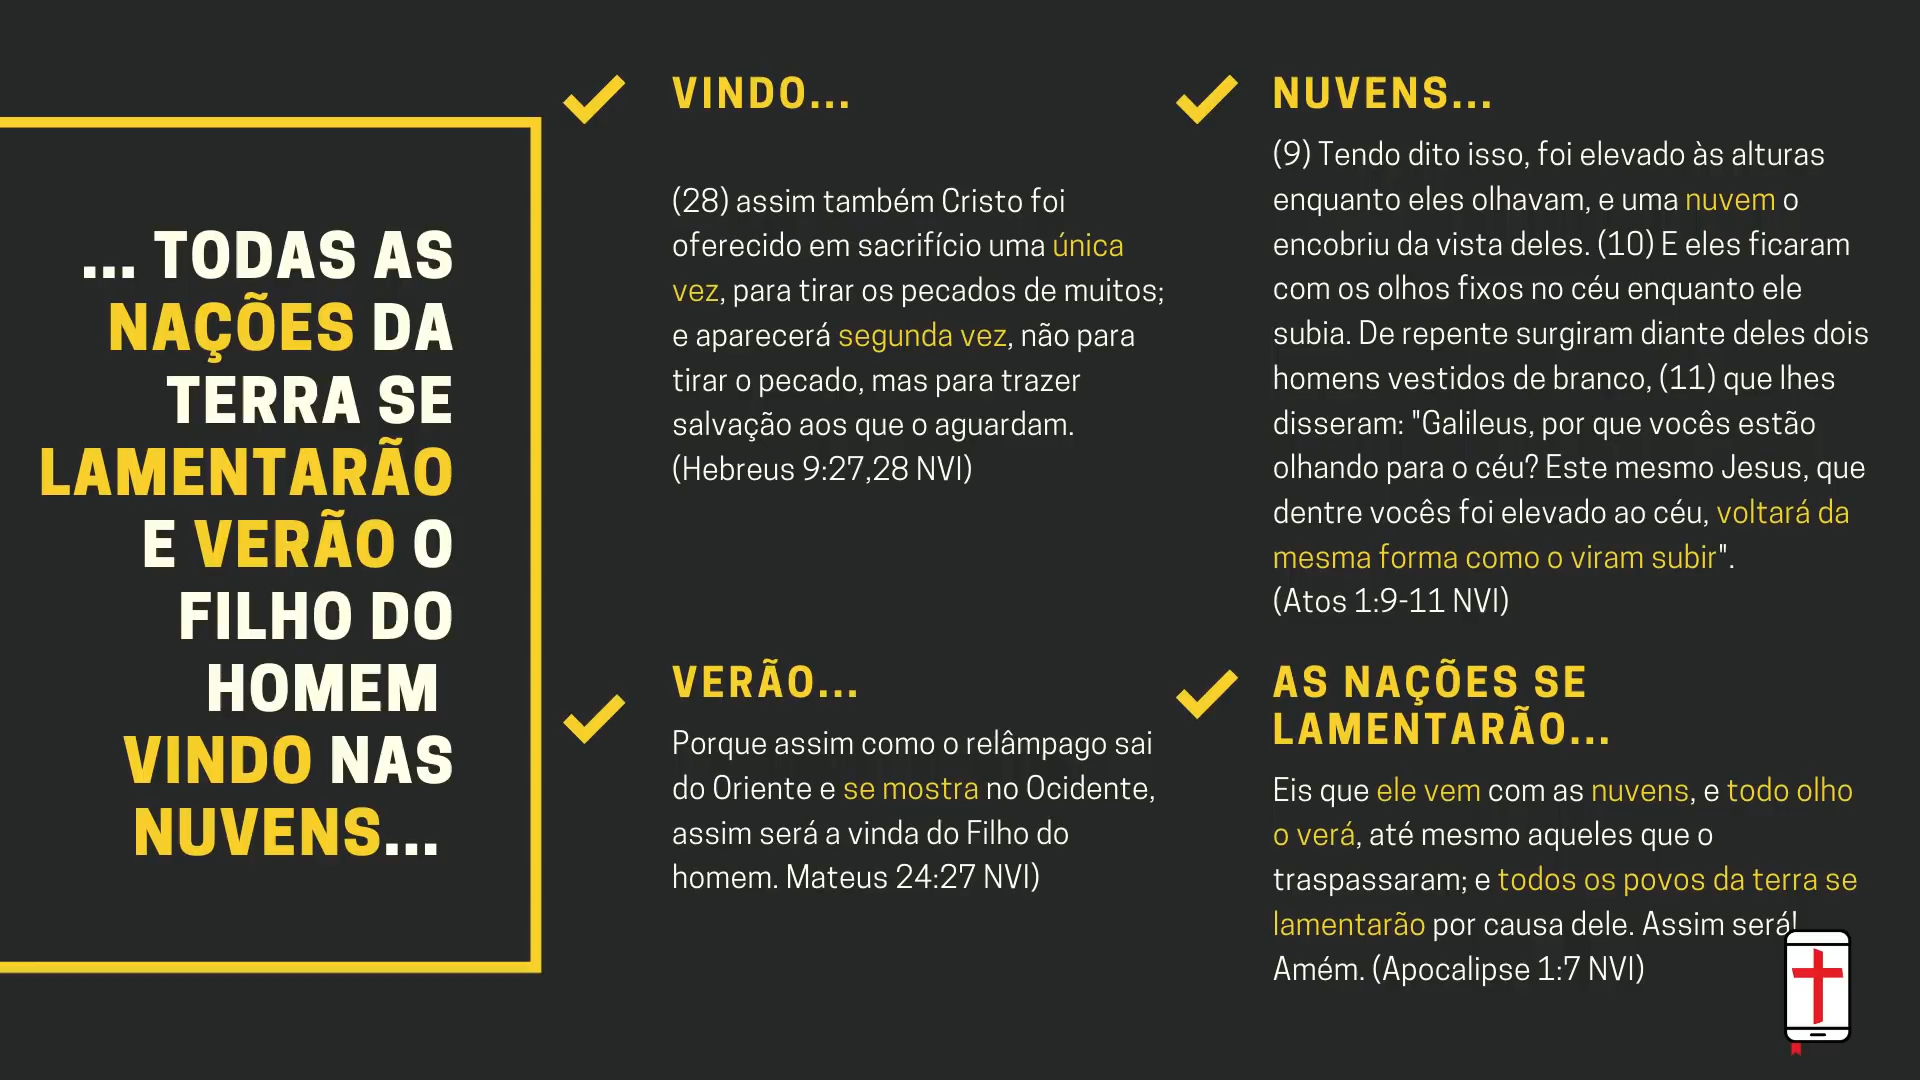 ... TODAS AS
NAÇÕES DA
TERRA SE
LAMENTARÃO
E VERÃO O
FILHO DO
HOMEM
VINDO NAS
NUVENS...
VINDO...
(28) assim também Cristo foi
oferecido em sacrifício uma única
vez, para tirar os pecados de muitos;
e aparecerá segunda vez, não para
tirar o pecado, mas para trazer
salvação aos que o aguardam.
(Hebreus 9:27,28 NVI)
NUVENS...
(9) Tendo dito isso, foi elevado às alturas
enquanto eles olhavam, e uma nuvem o
encobriu da vista deles. (10) E eles ficaram
com os olhos fixos no céu enquanto ele
subia. De repente surgiram diante deles dois
homens vestidos de branco, (11) que lhes
disseram: "Galileus, por que vocês estão
olhando para o céu? Este mesmo Jesus, que
dentre vocês foi elevado ao céu, voltará da
mesma forma como o viram subir".
(Atos 1:9-11 NVI)
VERÃO...
Porque assim como o relâmpago sai
do Oriente e se mostra no Ocidente,
assim será a vinda do Filho do
homem. Mateus 24:27 NVI)
AS NAÇÕES SE
LAMENTARÃO...
Eis que ele vem com as nuvens, e todo olho
o verá, até mesmo aqueles que o
traspassaram; e todos os povos da terra se
lamentarão por causa dele. Assim será!
Amém. (Apocalipse 1:7 NVI)